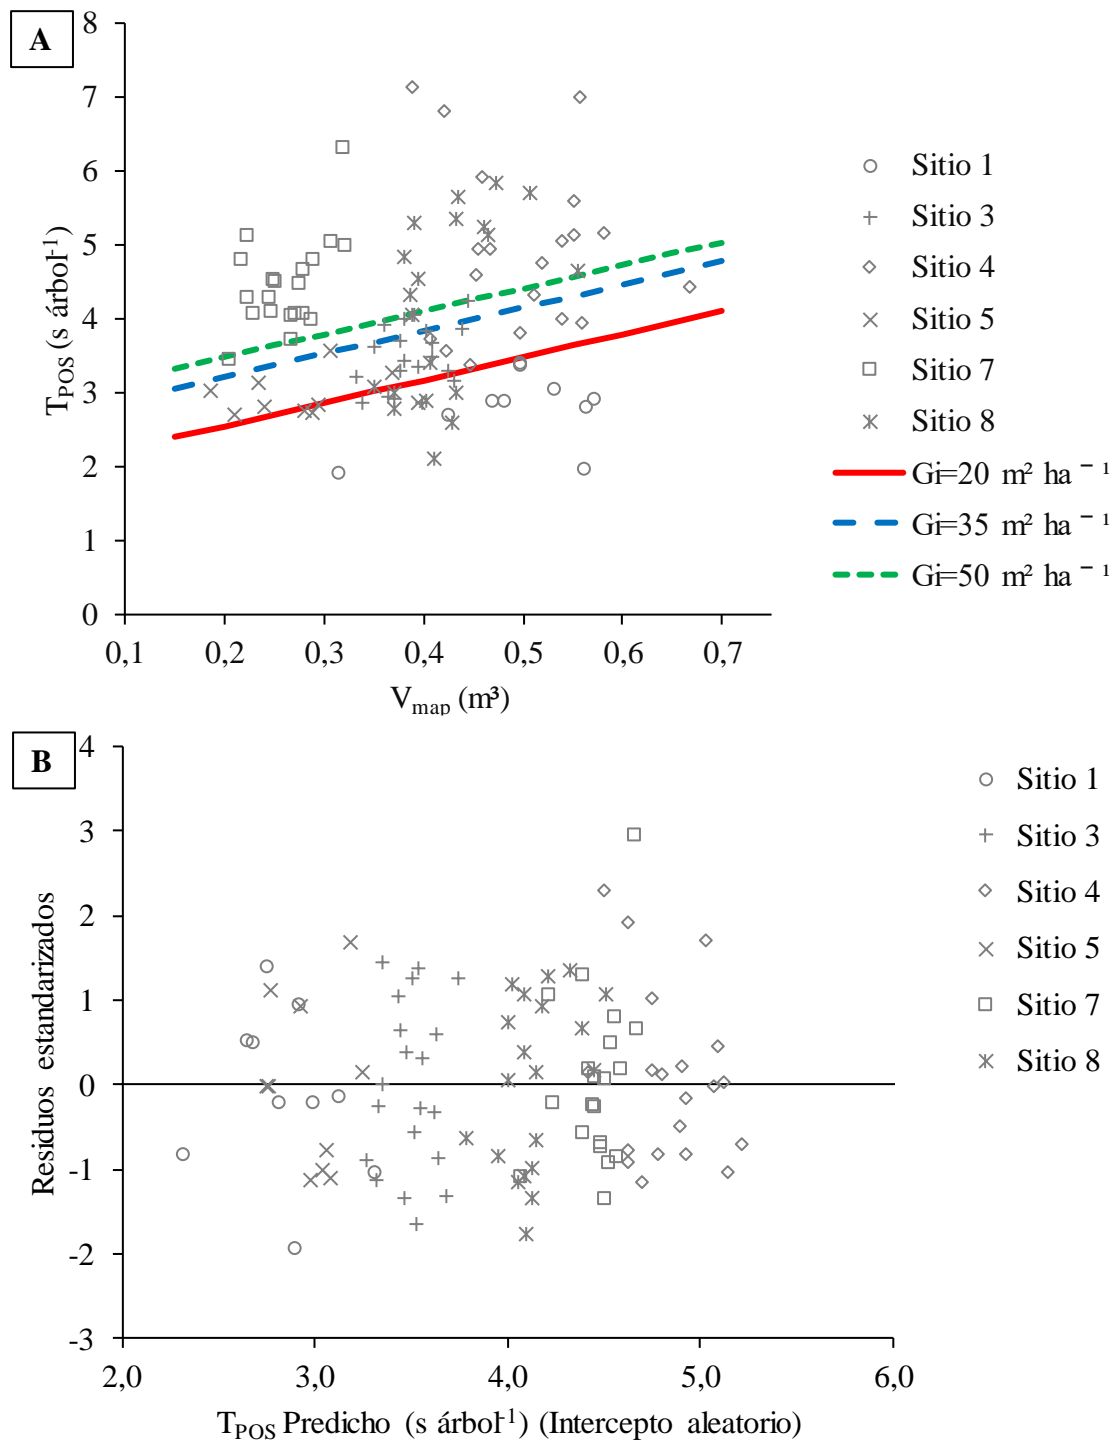 A
8
7
6
5
4
3
2
1
0
T_POS (s árbol⁻¹)
0,1 0,2 0,3 0,4 0,5 0,6 0,7
V_map (m³)
Sitio 1
Sitio 3
Sitio 4
Sitio 5
Sitio 7
Sitio 8
Gi=20 m² ha⁻¹
Gi=35 m² ha⁻¹
Gi=50 m² ha⁻¹
B
4
3
2
1
0
-1
-2
-3
Residuos estandarizados
2,0 3,0 4,0 5,0 6,0
T_POS Predicho (s árbol⁻¹) (Intercepto aleatorio)
Sitio 1
Sitio 3
Sitio 4
Sitio 5
Sitio 7
Sitio 8